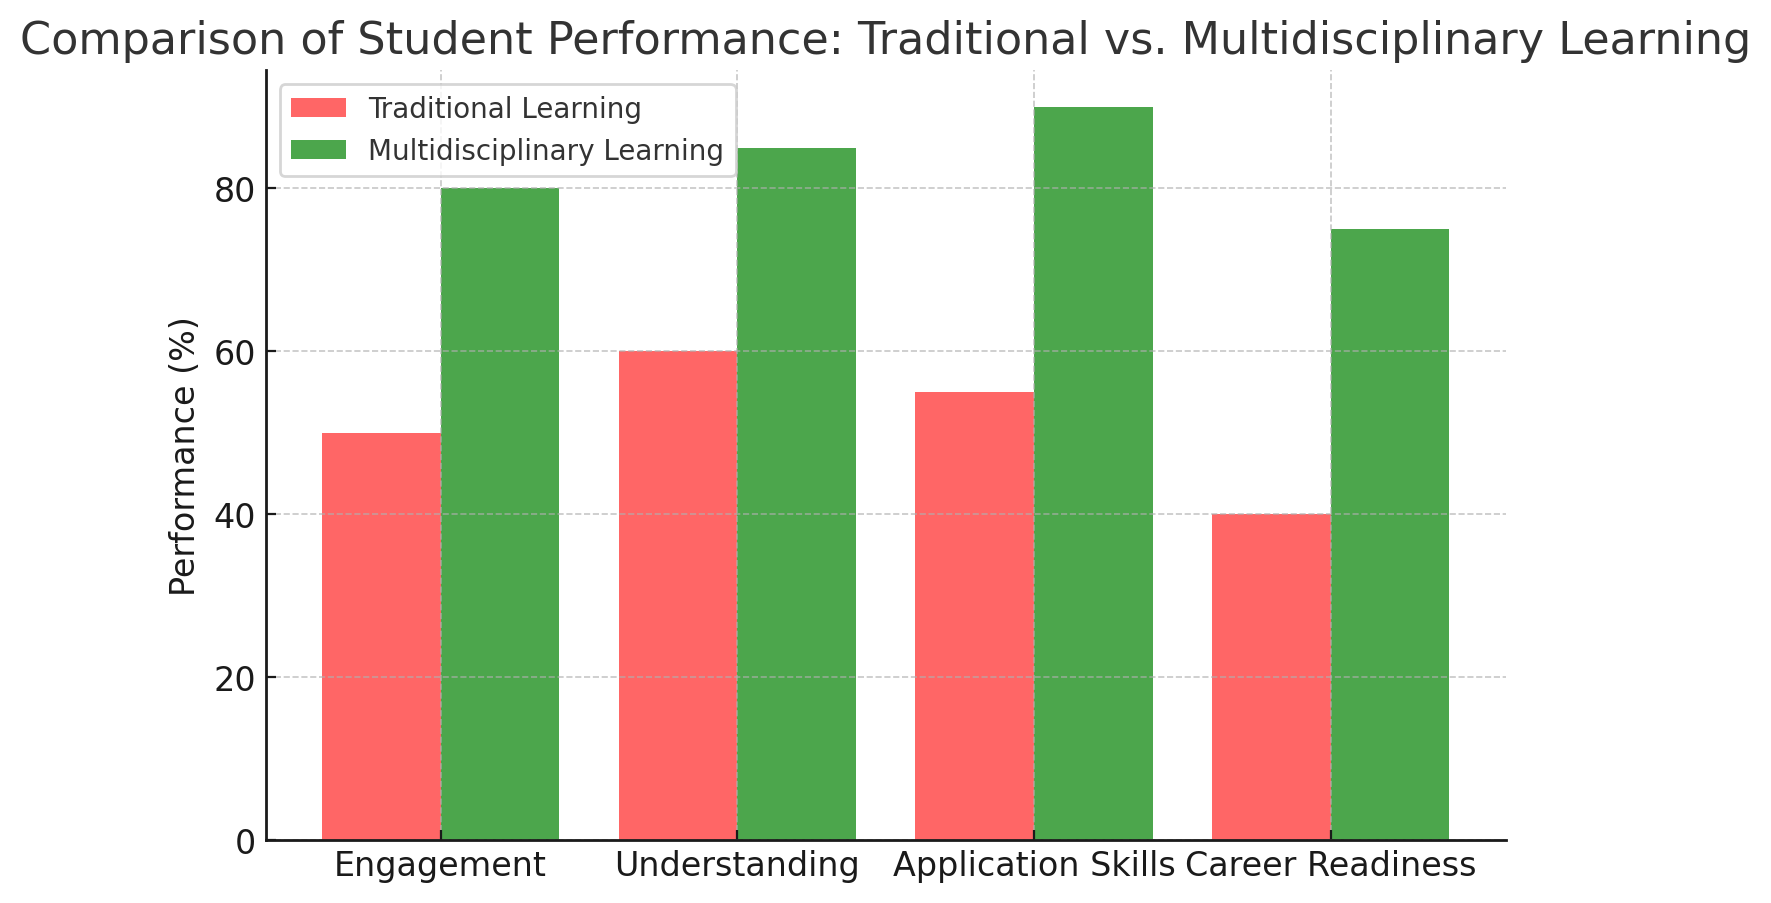 Comparison of Student Performance: Traditional vs. Multidisciplinary Learning
Traditional Learning
Multidisciplinary Learning
Performance (%)
80
60
40
20
0
Engagement
Understanding
Application Skills
Career Readiness